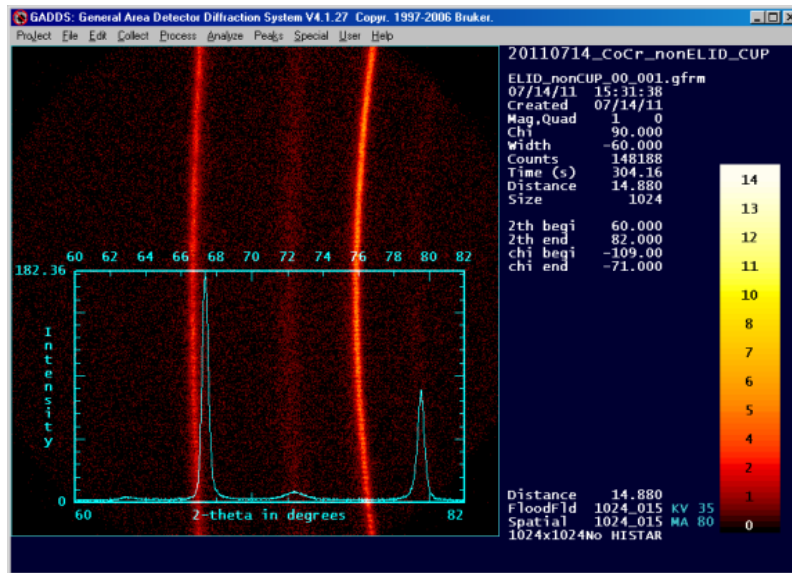 GADDS: General Area Detector Diffraction System V4.1.27 Copyr. 1997-2006 Bruker.
Project File Edit Collect Process Analyze Peaks Special User Help
20110714_CoCr_nonELID_CUP
ELID_nonCUP_00_001.gfrm
07/14/11 15:31:38
Created 07/14/11
Mag,Quad 1 0
Chi 90.000
Width -60.000
Counts 148188
Time (s) 304.16
Distance 14.880
Size 1024
2th begi 60.000
2th end 82.000
chi begi -109.00
chi end -71.000
60 62 64 66 68 70 72 74 76 78 80 82
182.36
Intensity
0
60 2-theta in degrees 82
14
13
12
11
10
8
7
6
5
4
2
1
0
Distance 14.880
FloodFld 1024_015 KV 35
Spatial 1024_015 MA 80
1024x1024No HISTAR